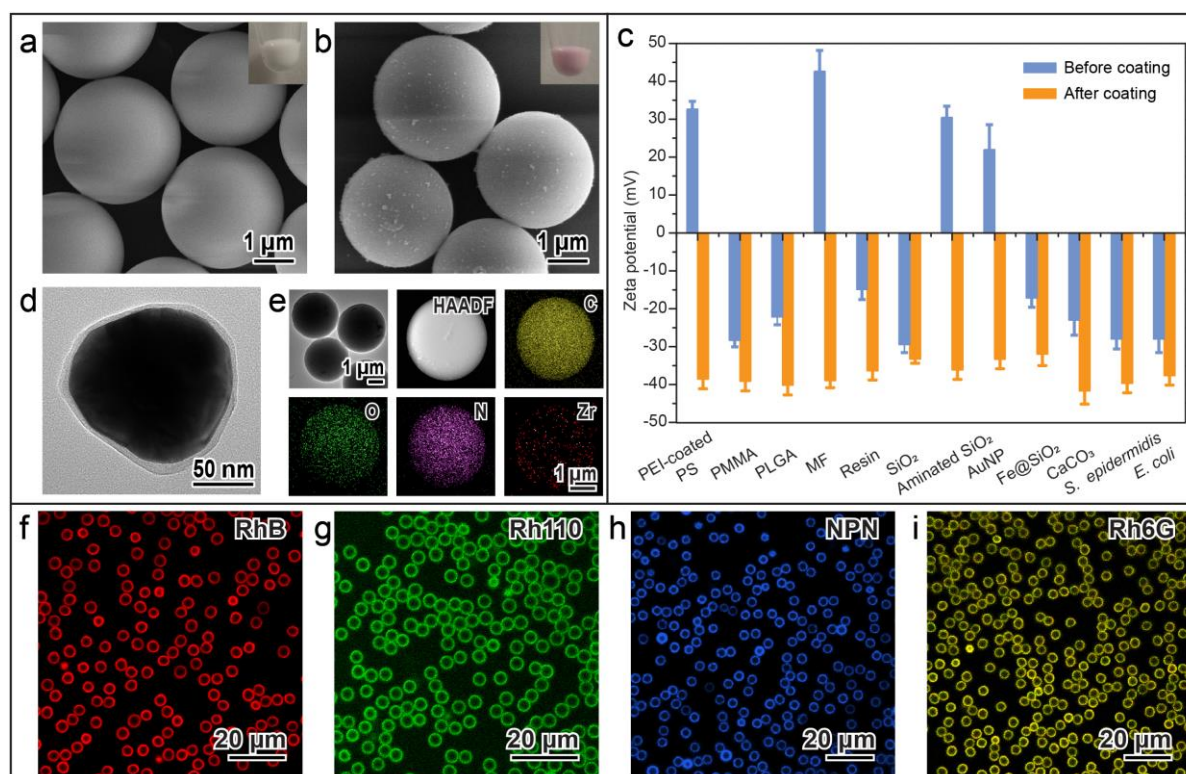 a
1 µm
b
1 µm
c
50
40
30
20
10
0
-10
-20
-30
-40
-50
Zeta potential (mV)
Before coating
After coating
PEI-coated
PS
PMMA
PLGA
MF
Resin
SiO₂
Aminated SiO₂
AuNP
Fe@SiO₂
CaCO₃
S. epidermidis
E. coli
d
50 nm
e
1 µm
HAADF
C
O
N
Zr
1 µm
f
RhB
20 µm
g
Rh110
20 µm
h
NPN
20 µm
i
Rh6G
20 µm